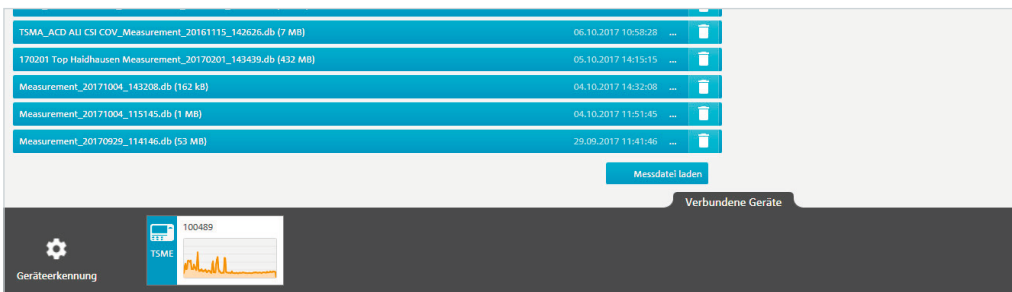 TSMA_ACD ALI CSI COV_Measurement_20161115_142626.db (7 MB) 06.10.2017 10:58:28 ...
170201 Top Haidhausen Measurement_20170201_143439.db (432 MB) 05.10.2017 14:15:15 ...
Measurement_20171004_143208.db (162 kB) 04.10.2017 14:32:08 ...
Measurement_20171004_115145.db (1 MB) 04.10.2017 11:51:45 ...
Measurement_20170929_114146.db (53 MB) 29.09.2017 11:41:46 ...
Messdatei laden
Verbundene Geräte
100489
TSME
Geräteerkennung